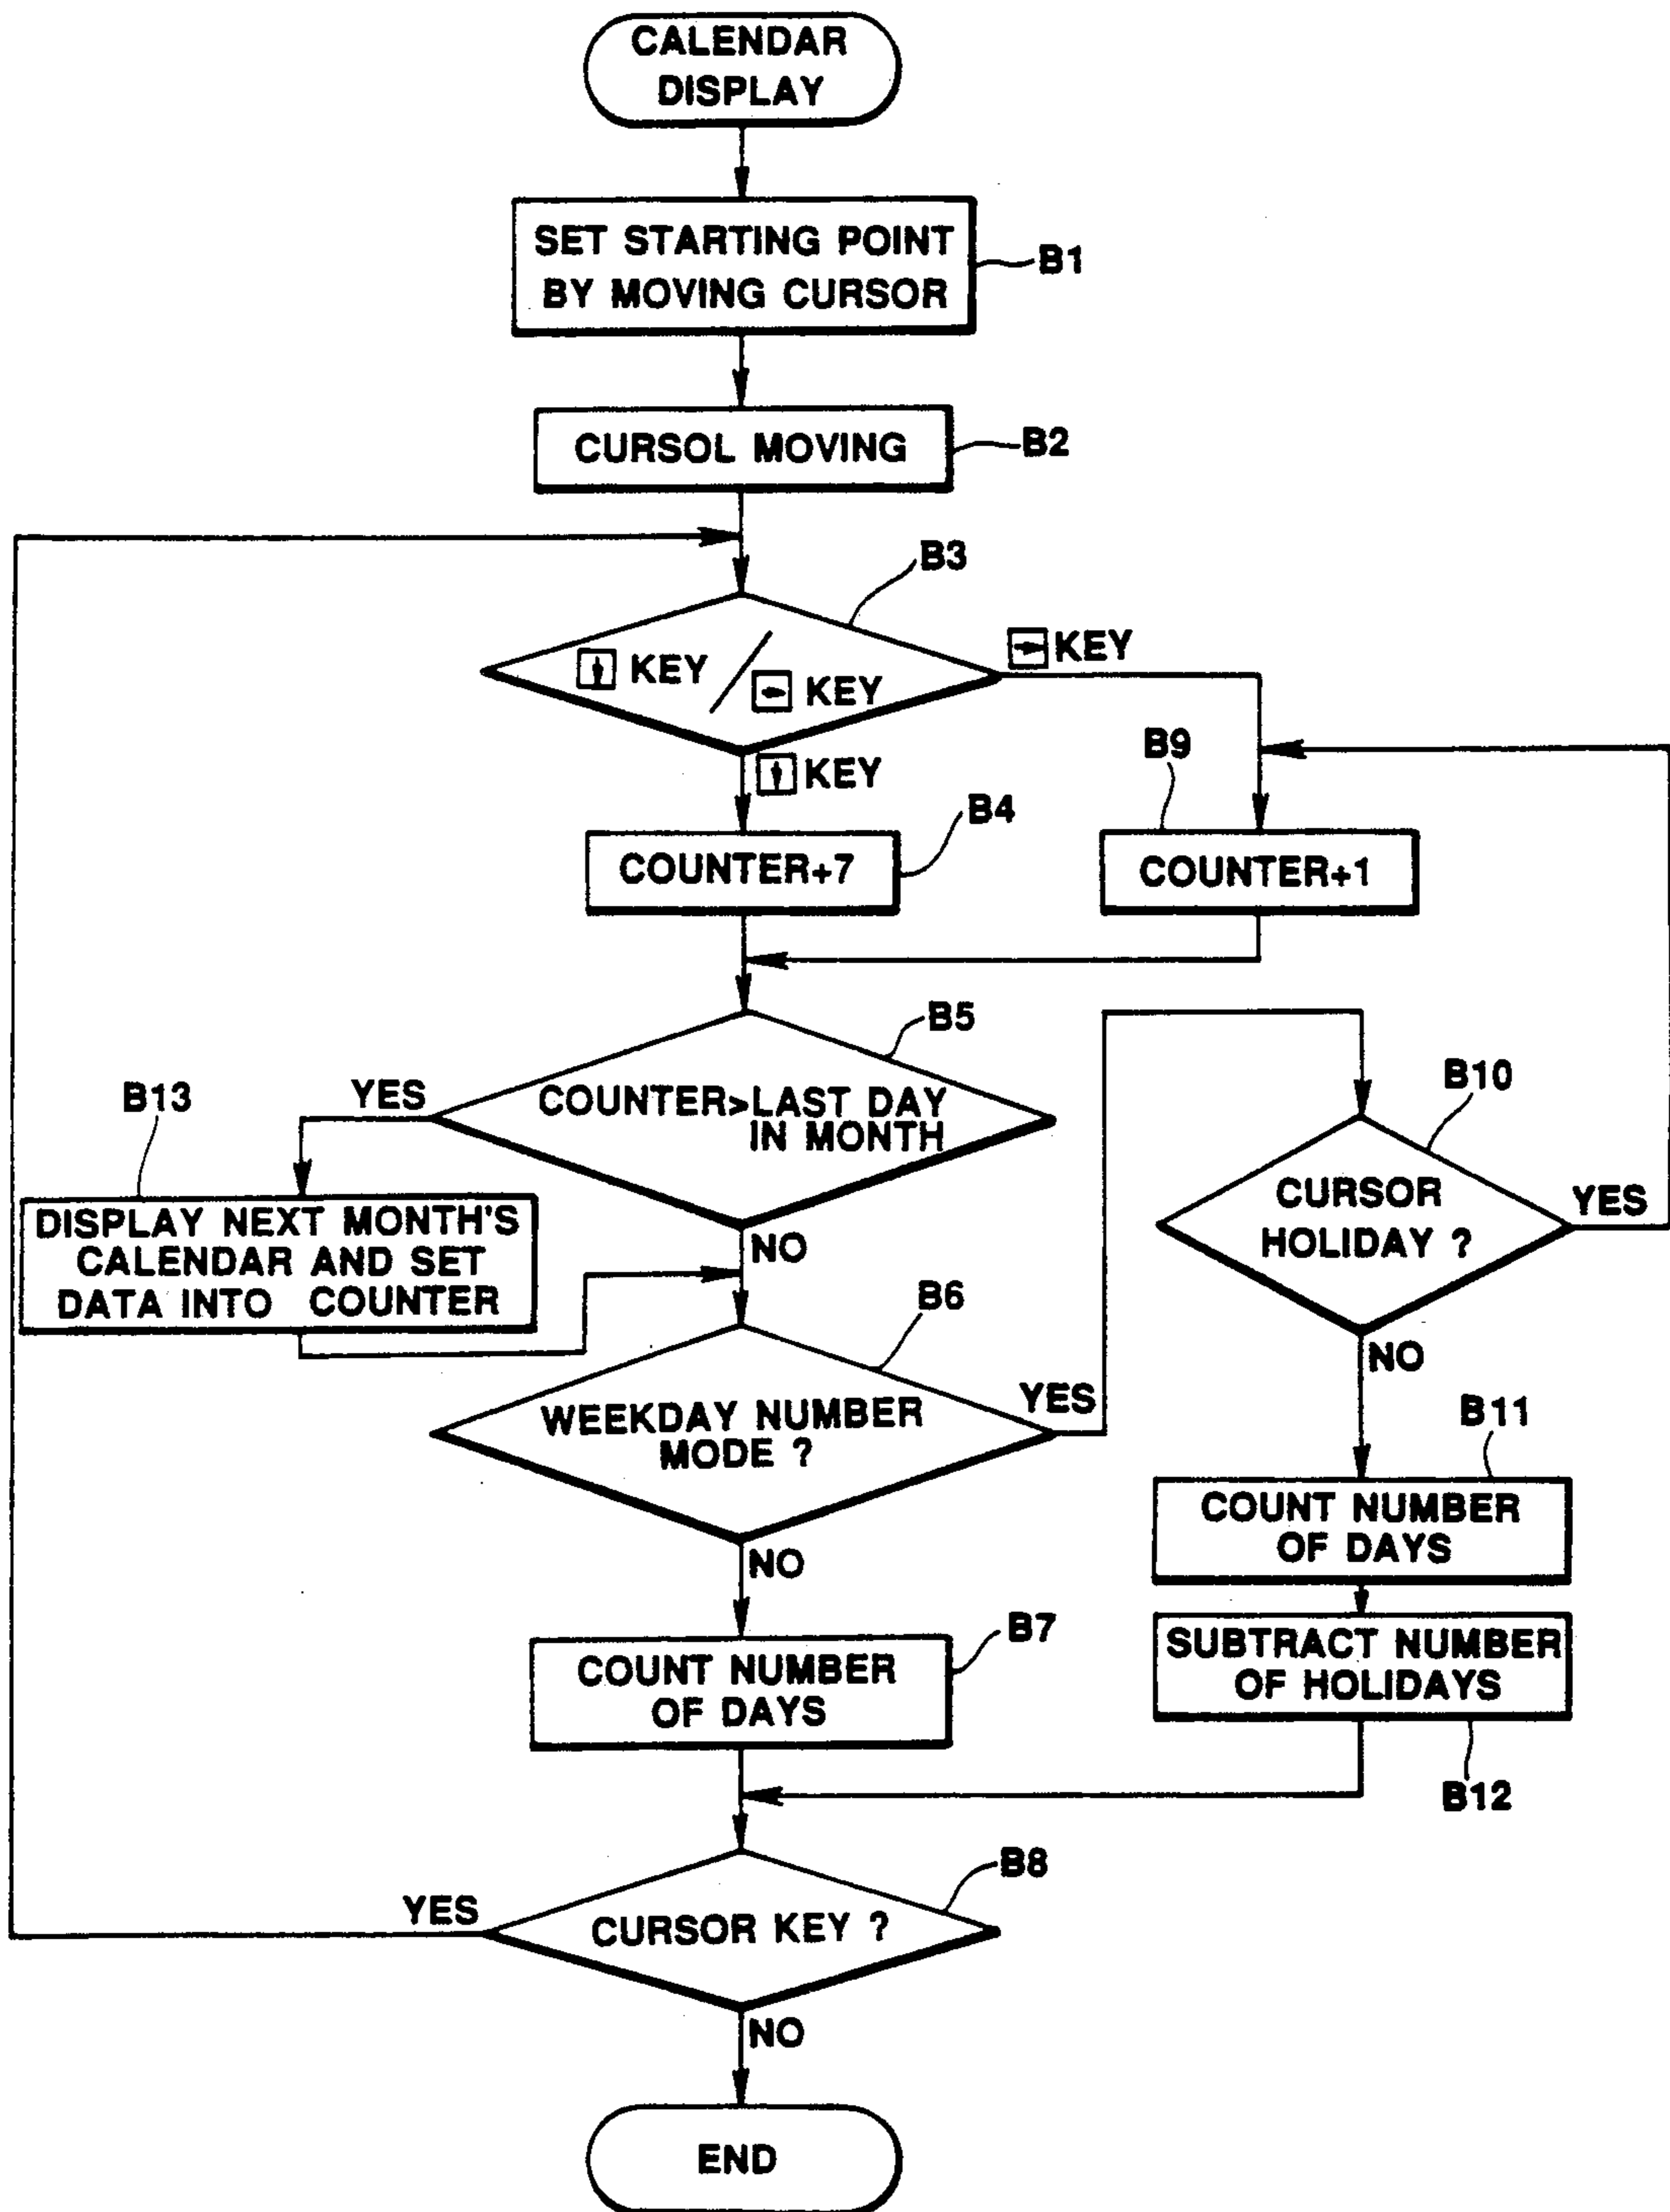 CALENDAR
DISPLAY
SET STARTING POINT
BY MOVING CURSOR
B1
CURSOL MOVING
B2
B3
↓ KEY / → KEY
→ KEY
↓ KEY
B4
COUNTER+7
B9
COUNTER+1
B5
COUNTER>LAST DAY
IN MONTH
YES
NO
B13
DISPLAY NEXT MONTH'S
CALENDAR AND SET
DATA INTO COUNTER
B6
WEEKDAY NUMBER
MODE ?
YES
NO
B10
CURSOR
HOLIDAY ?
YES
NO
B11
COUNT NUMBER
OF DAYS
SUBTRACT NUMBER
OF HOLIDAYS
B12
B7
COUNT NUMBER
OF DAYS
B8
CURSOR KEY ?
YES
NO
END